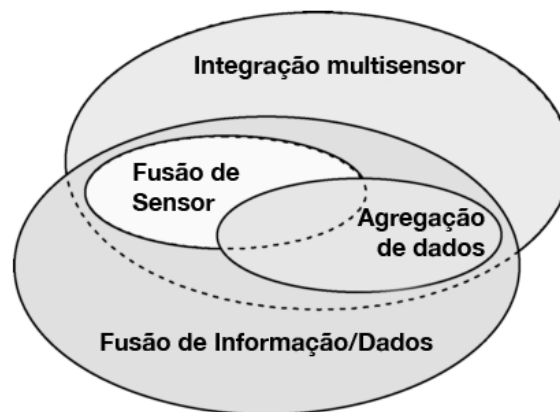 Integração multisensor
Fusão de
Sensor
Agregação
de dados
Fusão de Informação/Dados